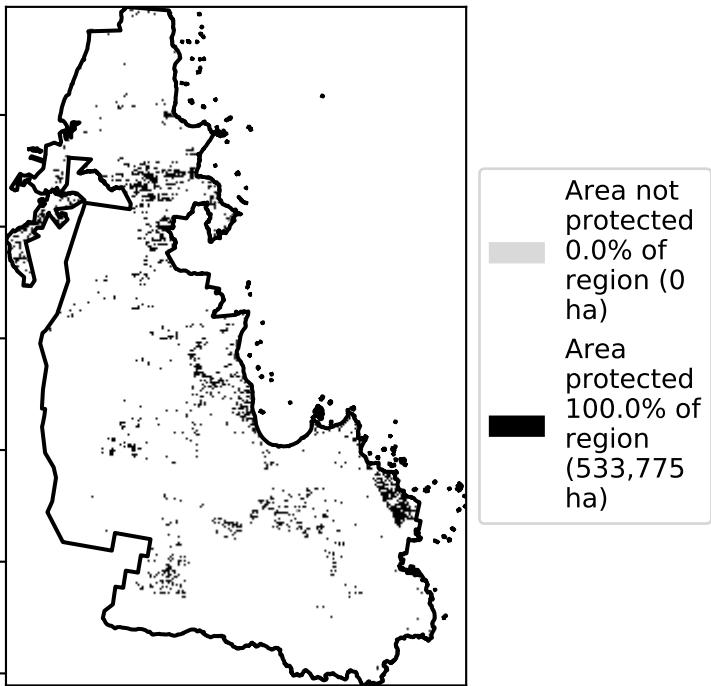 Area not
protected
0.0% of
region (0
ha)
Area
protected
100.0% of
region
(533,775
ha)